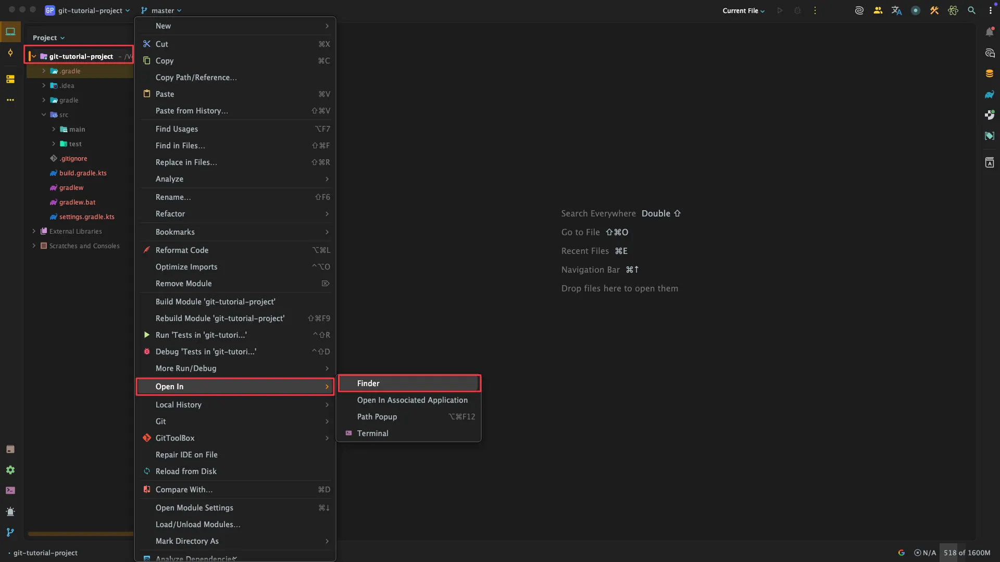 GP git-tutorial-project
master
Current File
Project
git-tutorial-project – /V
.gradle
.idea
gradle
src
main
test
.gitignore
build.gradle.kts
gradlew
gradlew.bat
settings.gradle.kts
External Libraries
Scratches and Consoles
New
Cut ⌘X
Copy ⌘C
Copy Path/Reference...
Paste ⌘V
Paste from History... ⇧⌘V
Find Usages ⌥F7
Find in Files... ⇧⌘F
Replace in Files... ⇧⌘R
Analyze
Rename... ⇧F6
Refactor
Bookmarks
Reformat Code ⌥⌘L
Optimize Imports ^⌥O
Remove Module ⌦
Build Module 'git-tutorial-project'
Rebuild Module 'git-tutorial-project' ⇧⌘F9
Run 'Tests in 'git-tutori...' ^⇧R
Debug 'Tests in 'git-tutori...' ^⇧D
More Run/Debug
Open In
Local History
Git
GitToolBox
Repair IDE on File
Reload from Disk
Compare With... ⌘D
Open Module Settings ⌘↓
Load/Unload Modules...
Mark Directory As
Analyze Dependencies
Finder
Open In Associated Application
Path Popup ⌥⌘F12
Terminal
Search Everywhere Double ⇧
Go to File ⇧⌘O
Recent Files ⌘E
Navigation Bar ⌘↑
Drop files here to open them
git-tutorial-project
N/A
518 of 1600M